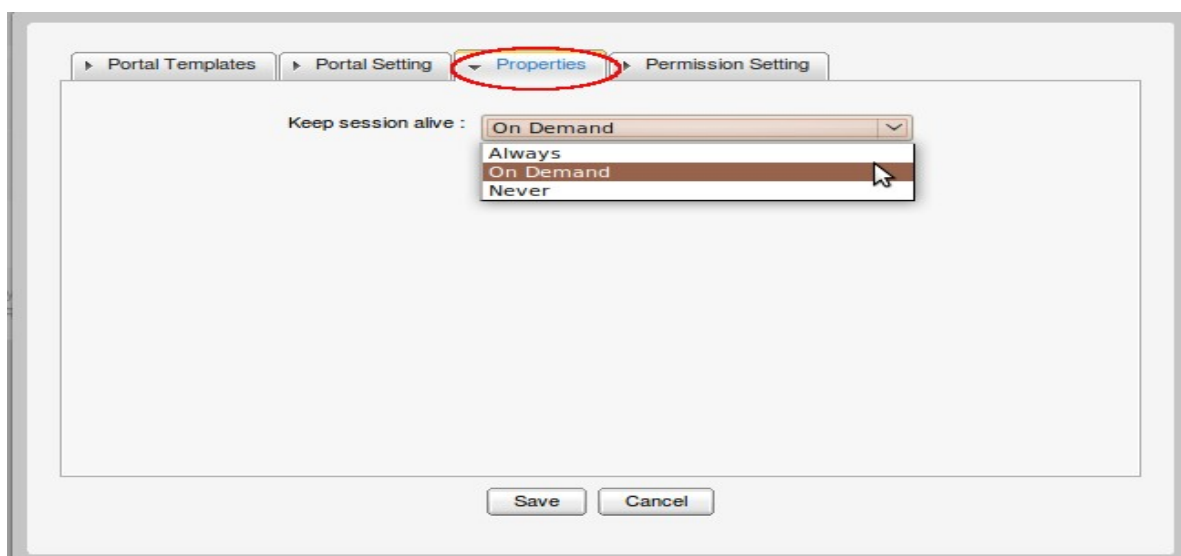 Portal Templates Portal Setting Properties Permission Setting
Keep session alive : On Demand
Always
On Demand
Never
Save Cancel